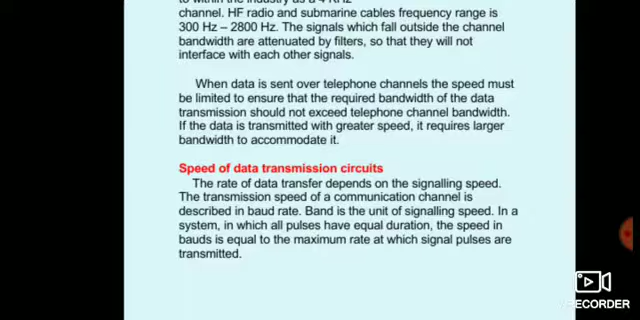 to within the industry as a 4 KHz
channel. HF radio and submarine cables frequency range is
300 Hz – 2800 Hz. The signals which fall outside the channel
bandwidth are attenuated by filters, so that they will not
interface with each other signals.
When data is sent over telephone channels the speed must
be limited to ensure that the required bandwidth of the data
transmission should not exceed telephone channel bandwidth.
If the data is transmitted with greater speed, it requires larger
bandwidth to accommodate it.
Speed of data transmission circuits
The rate of data transfer depends on the signalling speed.
The transmission speed of a communication channel is
described in baud rate. Band is the unit of signalling speed. In a
system, in which all pulses have equal duration, the speed in
bauds is equal to the maximum rate at which signal pulses are
transmitted.
VRECORDER